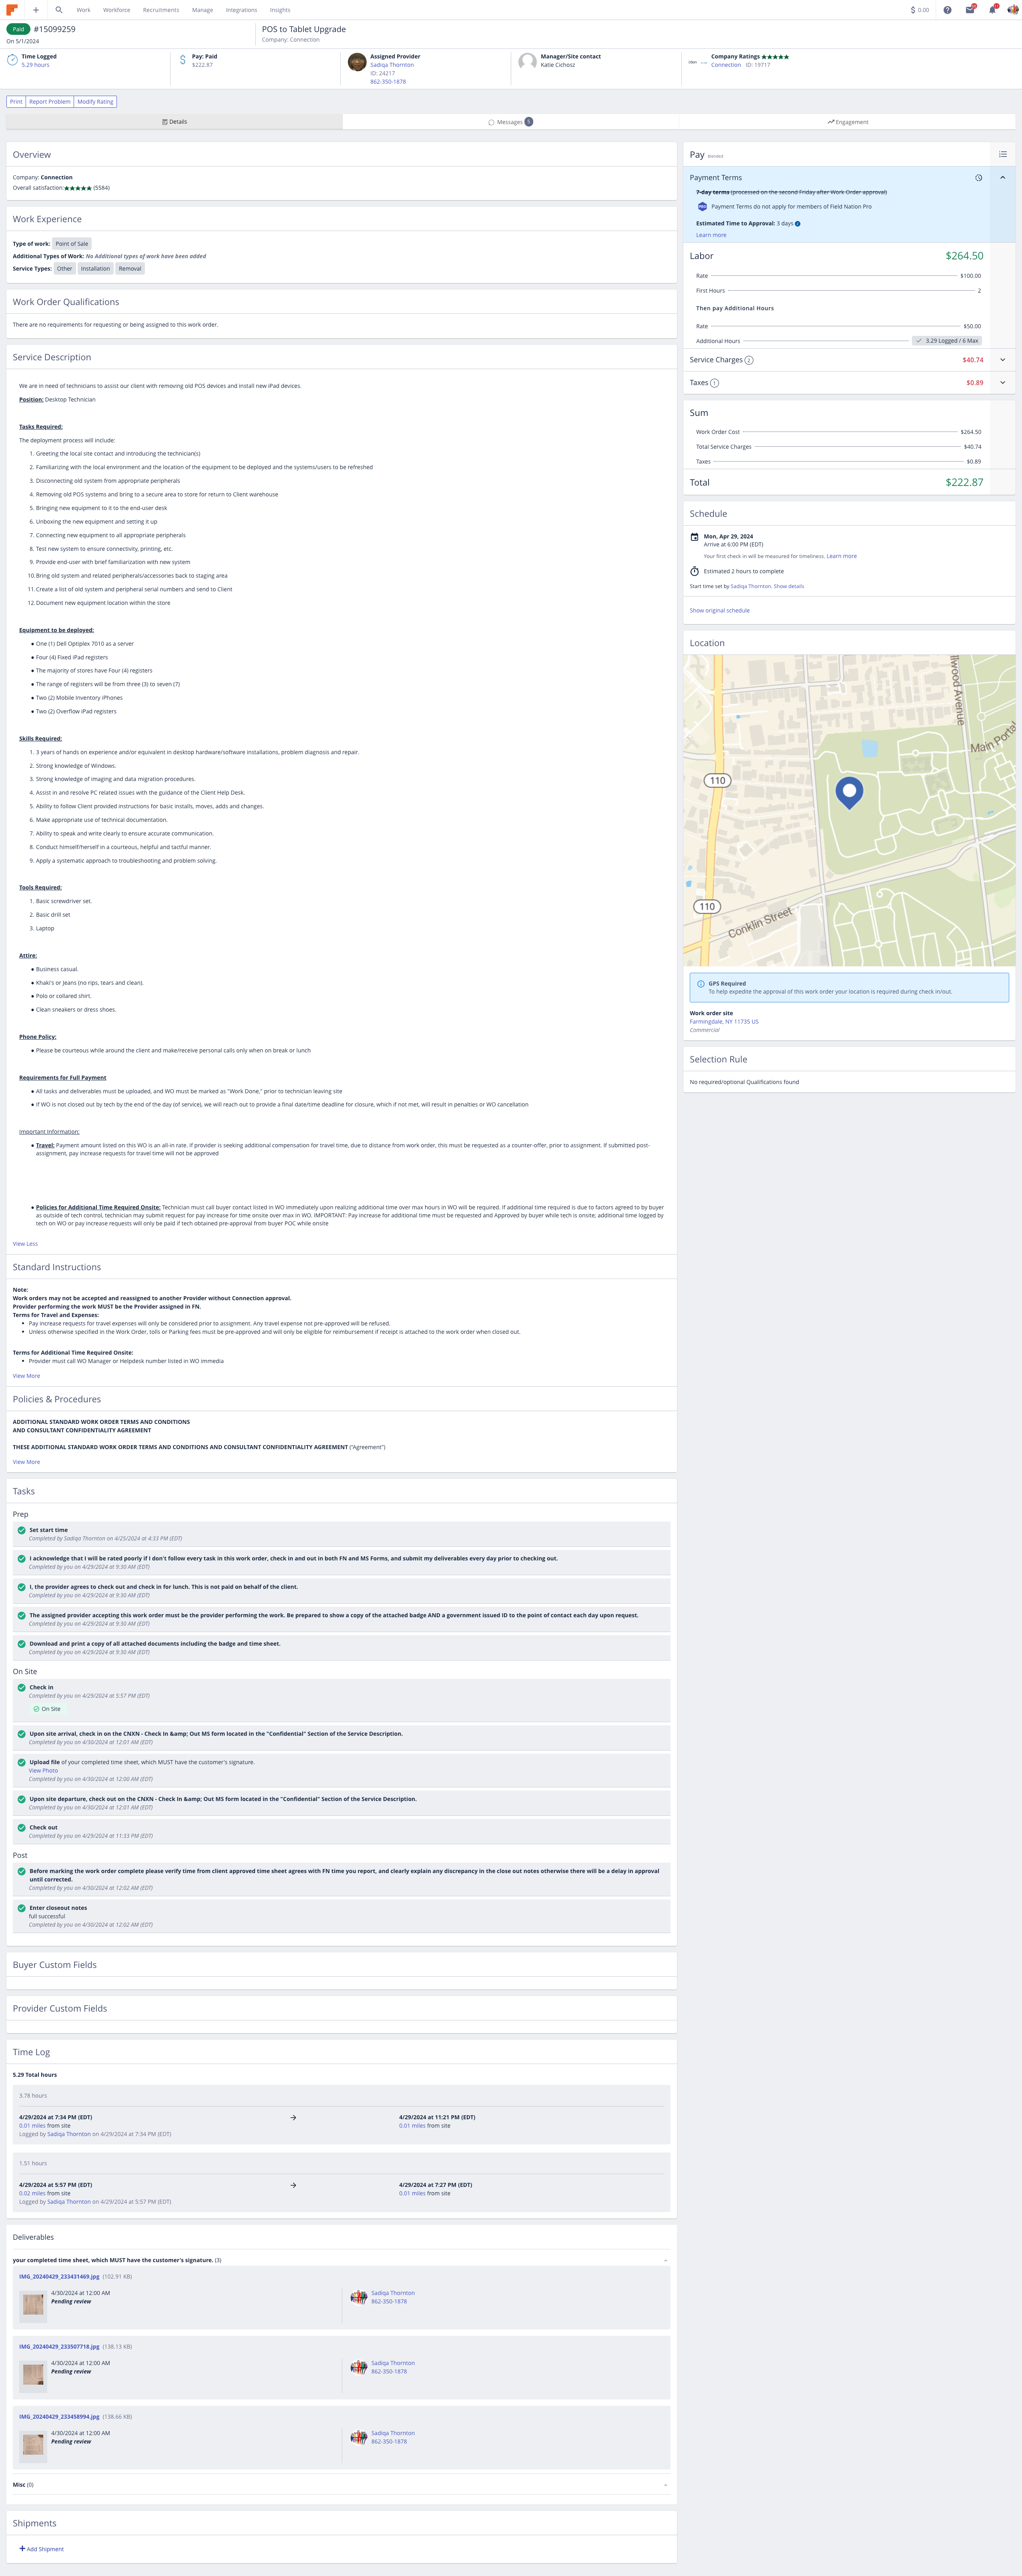 Work Workforce Recruitments Manage Integrations Insights
$ 0.00
Paid #15099259
On 5/1/2024
POS to Tablet Upgrade
Company: Connection
Time Logged
5.29 hours
Pay: Paid
$222.87
Assigned Provider
Sadiqa Thornton
ID: 24217
862-350-1878
Manager/Site contact
Katie Cichosz
Company Ratings
Connection ID: 19717
Print Report Problem Modify Rating
Details
Messages 5
Engagement
Overview
Company: Connection
Overall satisfaction: (5584)
Work Experience
Type of work: Point of Sale
Additional Types of Work: No Additional types of work have been added
Service Types: Other Installation Removal
Work Order Qualifications
There are no requirements for requesting or being assigned to this work order.
Service Description
We are in need of technicians to assist our client with removing old POS devices and install new iPad devices.
Position: Desktop Technician
Tasks Required:
The deployment process will include:
1. Greeting the local site contact and introducing the technician(s)
2. Familiarizing with the local environment and the location of the equipment to be deployed and the systems/users to be refreshed
3. Disconnecting old system from appropriate peripherals
4. Removing old POS systems and bring to a secure area to store for return to Client warehouse
5. Bringing new equipment to it to the end-user desk
6. Unboxing the new equipment and setting it up
7. Connecting new equipment to all appropriate peripherals
8. Test new system to ensure connectivity, printing, etc.
9. Provide end-user with brief familiarization with new system
10. Bring old system and related peripherals/accessories back to staging area
11. Create a list of old system and peripheral serial numbers and send to Client
12. Document new equipment location within the store
Equipment to be deployed:
● One (1) Dell Optiplex 7010 as a server
● Four (4) Fixed iPad registers
● The majority of stores have Four (4) registers
● The range of registers will be from three (3) to seven (7)
● Two (2) Mobile Inventory iPhones
● Two (2) Overflow iPad registers
Skills Required:
1. 3 years of hands on experience and/or equivalent in desktop hardware/software installations, problem diagnosis and repair.
2. Strong knowledge of Windows.
3. Strong knowledge of imaging and data migration procedures.
4. Assist in and resolve PC related issues with the guidance of the Client Help Desk.
5. Ability to follow Client provided instructions for basic installs, moves, adds and changes.
6. Make appropriate use of technical documentation.
7. Ability to speak and write clearly to ensure accurate communication.
8. Conduct himself/herself in a courteous, helpful and tactful manner.
9. Apply a systematic approach to troubleshooting and problem solving.
Tools Required:
1. Basic screwdriver set.
2. Basic drill set
3. Laptop
Attire:
● Business casual.
● Khaki's or Jeans (no rips, tears and clean).
● Polo or collared shirt.
● Clean sneakers or dress shoes.
Phone Policy:
● Please be courteous while around the client and make/receive personal calls only when on break or lunch
Requirements for Full Payment
● All tasks and deliverables must be uploaded, and WO must be marked as "Work Done," prior to technician leaving site
● If WO is not closed out by tech by the end of the day (of service), we will reach out to provide a final date/time deadline for closure, which if not met, will result in penalties or WO cancellation
Important Information:
● Travel: Payment amount listed on this WO is an all-in rate. If provider is seeking additional compensation for travel time, due to distance from work order, this must be requested as a counter-offer, prior to assignment. If submitted post-
assignment, pay increase requests for travel time will not be approved
● Policies for Additional Time Required Onsite: Technician must call buyer contact listed in WO immediately upon realizing additional time over max hours in WO will be required. If additional time required is due to factors agreed to by buyer
as outside of tech control, technician may submit request for pay increase for time onsite over max in WO. IMPORTANT: Pay increase for additional time must be requested and Approved by buyer while tech is onsite; additional time logged by
tech on WO or pay increase requests will only be paid if tech obtained pre-approval from buyer POC while onsite
View Less
Standard Instructions
Note:
Work orders may not be accepted and reassigned to another Provider without Connection approval.
Provider performing the work MUST be the Provider assigned in FN.
Terms for Travel and Expenses:
• Pay increase requests for travel expenses will only be considered prior to assignment. Any travel expense not pre-approved will be refused.
• Unless otherwise specified in the Work Order, tolls or Parking fees must be pre-approved and will only be eligible for reimbursement if receipt is attached to the work order when closed out.
Terms for Additional Time Required Onsite:
• Provider must call WO Manager or Helpdesk number listed in WO immedia
View More
Policies & Procedures
ADDITIONAL STANDARD WORK ORDER TERMS AND CONDITIONS
AND CONSULTANT CONFIDENTIALITY AGREEMENT
THESE ADDITIONAL STANDARD WORK ORDER TERMS AND CONDITIONS AND CONSULTANT CONFIDENTIALITY AGREEMENT ("Agreement")
View More
Tasks
Prep
Set start time
Completed by Sadiqa Thornton on 4/25/2024 at 4:33 PM (EDT)
I acknowledge that I will be rated poorly if I don't follow every task in this work order, check in and out in both FN and MS Forms, and submit my deliverables every day prior to checking out.
Completed by you on 4/29/2024 at 9:30 AM (EDT)
I, the provider agrees to check out and check in for lunch. This is not paid on behalf of the client.
Completed by you on 4/29/2024 at 9:30 AM (EDT)
The assigned provider accepting this work order must be the provider performing the work. Be prepared to show a copy of the attached badge AND a government issued ID to the point of contact each day upon request.
Completed by you on 4/29/2024 at 9:30 AM (EDT)
Download and print a copy of all attached documents including the badge and time sheet.
Completed by you on 4/29/2024 at 9:30 AM (EDT)
On Site
Check in
Completed by you on 4/29/2024 at 5:57 PM (EDT)
On Site
Upon site arrival, check in on the CNXN - Check In &amp; Out MS form located in the "Confidential" Section of the Service Description.
Completed by you on 4/30/2024 at 12:01 AM (EDT)
Upload file of your completed time sheet, which MUST have the customer's signature.
View Photo
Completed by you on 4/30/2024 at 12:00 AM (EDT)
Upon site departure, check out on the CNXN - Check In &amp; Out MS form located in the "Confidential" Section of the Service Description.
Completed by you on 4/30/2024 at 12:01 AM (EDT)
Check out
Completed by you on 4/29/2024 at 11:33 PM (EDT)
Post
Before marking the work order complete please verify time from client approved time sheet agrees with FN time you report, and clearly explain any discrepancy in the close out notes otherwise there will be a delay in approval
until corrected.
Completed by you on 4/30/2024 at 12:02 AM (EDT)
Enter closeout notes
full successful
Completed by you on 4/30/2024 at 12:02 AM (EDT)
Buyer Custom Fields
Provider Custom Fields
Time Log
5.29 Total hours
3.78 hours
4/29/2024 at 7:34 PM (EDT) → 4/29/2024 at 11:21 PM (EDT)
0.01 miles from site 0.01 miles from site
Logged by Sadiqa Thornton on 4/29/2024 at 7:34 PM (EDT)
1.51 hours
4/29/2024 at 5:57 PM (EDT) → 4/29/2024 at 7:27 PM (EDT)
0.02 miles from site 0.01 miles from site
Logged by Sadiqa Thornton on 4/29/2024 at 5:57 PM (EDT)
Deliverables
your completed time sheet, which MUST have the customer's signature. (3)
IMG_20240429_233431469.jpg (102.91 KB)
4/30/2024 at 12:00 AM Sadiqa Thornton
Pending review 862-350-1878
IMG_20240429_233507718.jpg (138.13 KB)
4/30/2024 at 12:00 AM Sadiqa Thornton
Pending review 862-350-1878
IMG_20240429_233458994.jpg (138.66 KB)
4/30/2024 at 12:00 AM Sadiqa Thornton
Pending review 862-350-1878
Misc (0)
Shipments
+ Add Shipment
Pay Blended
Payment Terms
7-day terms (processed on the second Friday after Work Order approval)
Payment Terms do not apply for members of Field Nation Pro
Estimated Time to Approval: 3 days
Learn more
Labor $264.50
Rate $100.00
First Hours 2
Then pay Additional Hours
Rate $50.00
Additional Hours 3.29 Logged / 6 Max
Service Charges 2 $40.74
Taxes 1 $0.89
Sum
Work Order Cost $264.50
Total Service Charges $40.74
Taxes $0.89
Total $222.87
Schedule
Mon, Apr 29, 2024
Arrive at 6:00 PM (EDT)
Your first check in will be measured for timeliness. Learn more
Estimated 2 hours to complete
Start time set by Sadiqa Thornton. Show details
Show original schedule
Location
llwood Avenue
Main Portal
110
110
Conklin Street
GPS Required
To help expedite the approval of this work order your location is required during check in/out.
Work order site
Farmingdale, NY 11735 US
Commercial
Selection Rule
No required/optional Qualifications found